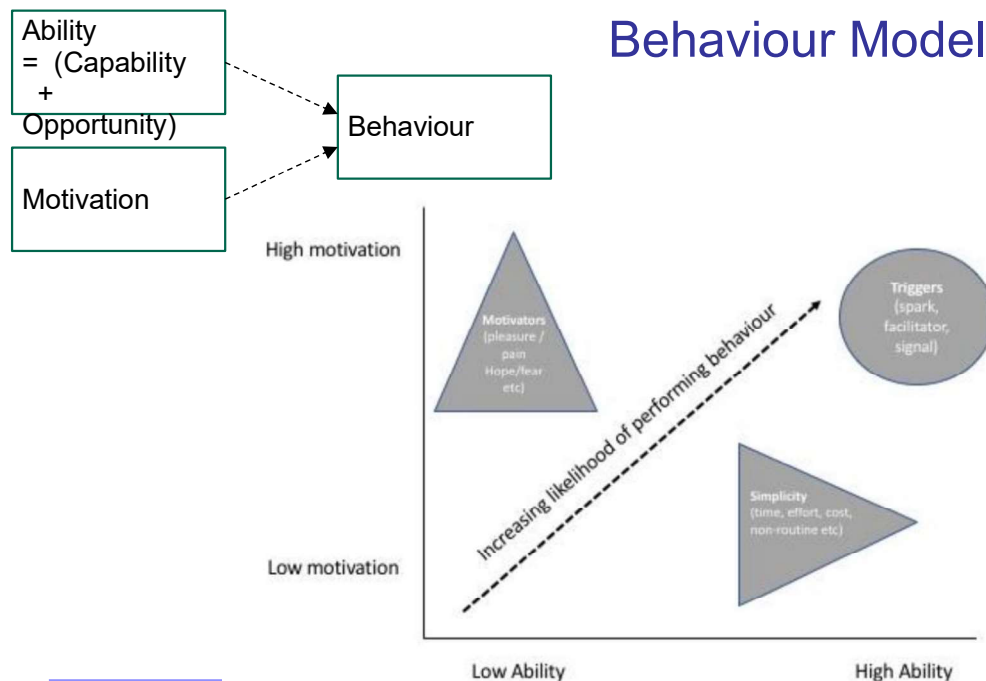 Behaviour Model
Ability
= (Capability
+
Opportunity)
Behaviour
Motivation
High motivation
Motivators
(pleasure /
pain
Hope/fear
etc)
Triggers
(spark,
facilitator,
signal)
Increasing likelihood of performing behaviour
Simplicity
(time, effort, cost,
non-routine etc)
Low motivation
Low Ability
High Ability